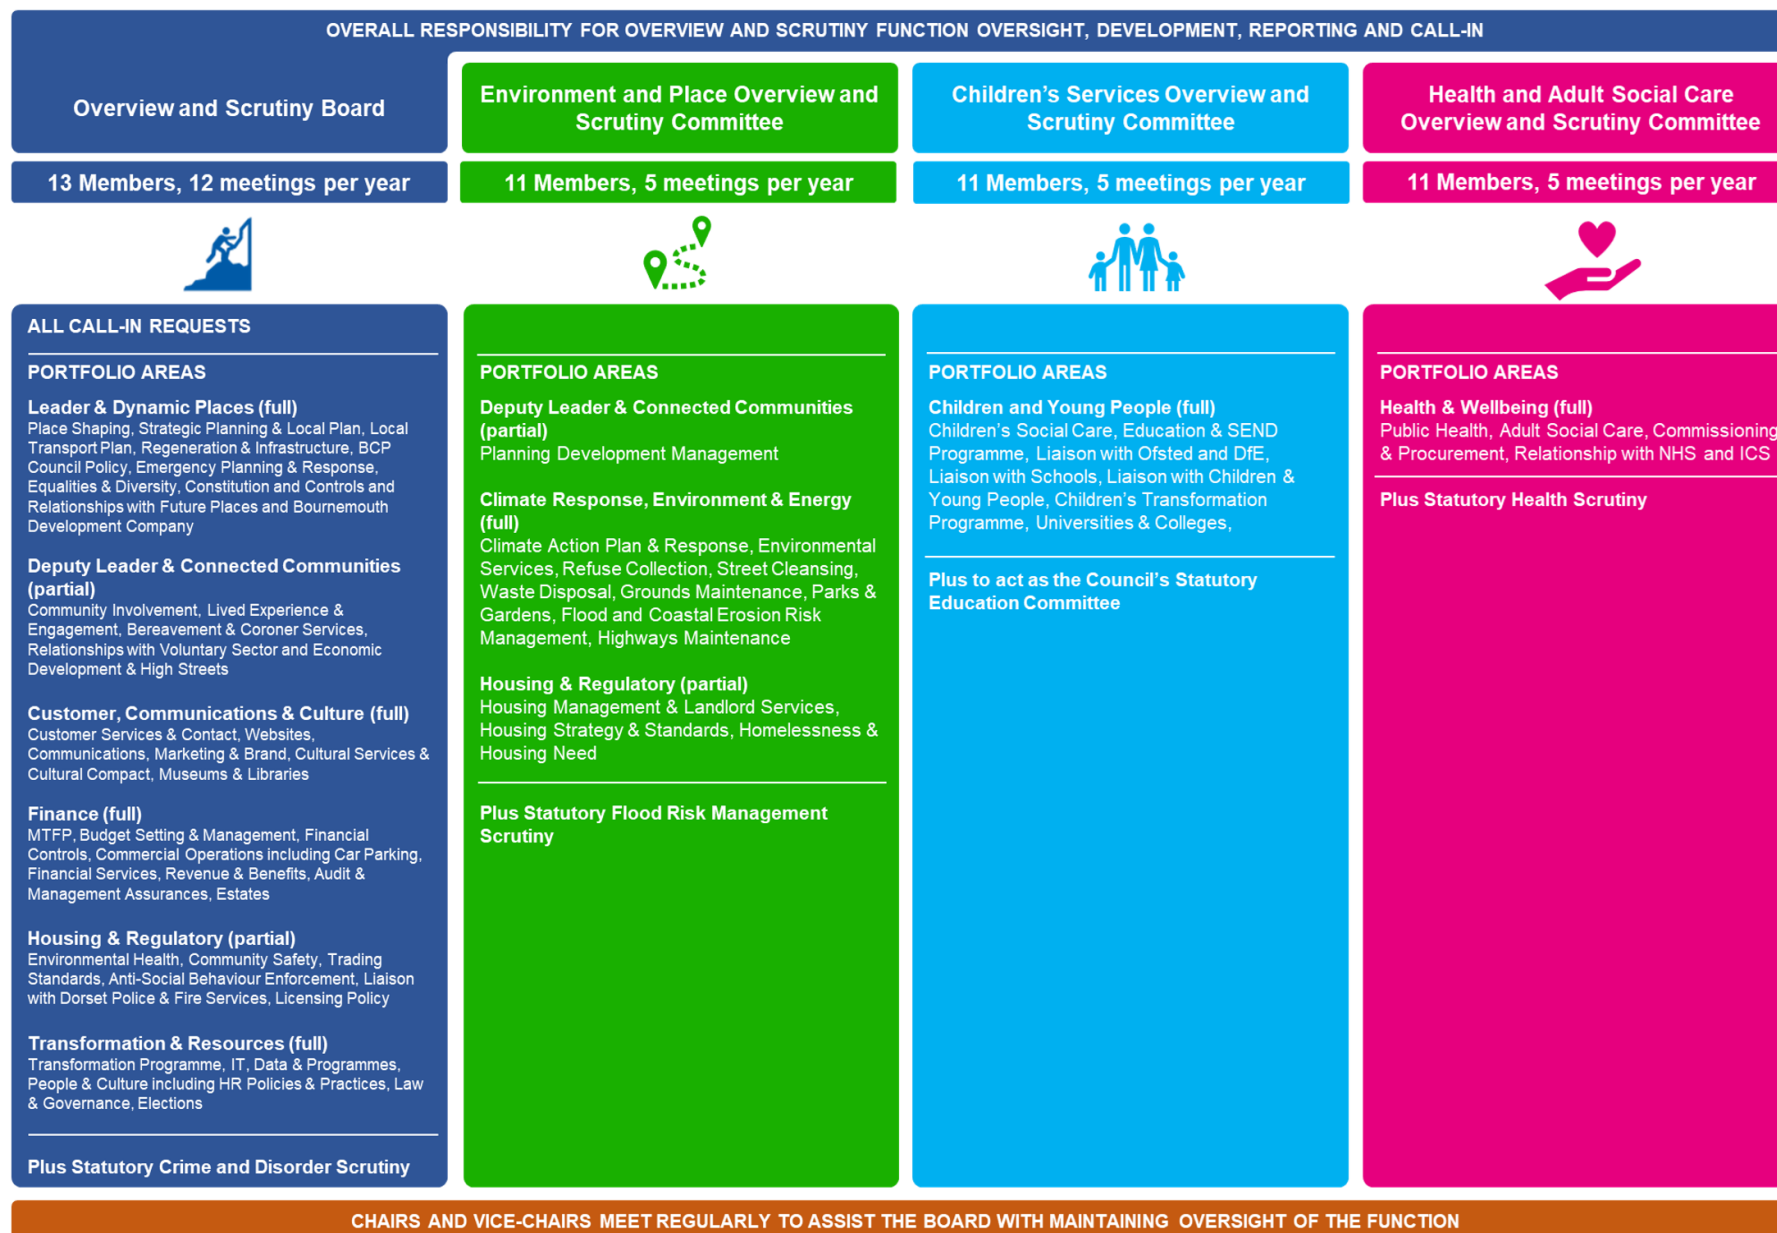 OVERALL RESPONSIBILITY FOR OVERVIEW AND SCRUTINY FUNCTION OVERSIGHT, DEVELOPMENT, REPORTING AND CALL-IN
Overview and Scrutiny Board
13 Members, 12 meetings per year
ALL CALL-IN REQUESTS
PORTFOLIO AREAS
Leader & Dynamic Places (full)
Place Shaping, Strategic Planning & Local Plan, Local
Transport Plan, Regeneration & Infrastructure, BCP
Council Policy, Emergency Planning & Response,
Equalities & Diversity, Constitution and Controls and
Relationships with Future Places and Bournemouth
Development Company
Deputy Leader & Connected Communities
(partial)
Community Involvement, Lived Experience &
Engagement, Bereavement & Coroner Services,
Relationships with Voluntary Sector and Economic
Development & High Streets
Customer, Communications & Culture (full)
Customer Services & Contact, Websites,
Communications, Marketing & Brand, Cultural Services &
Cultural Compact, Museums & Libraries
Finance (full)
MTFP, Budget Setting & Management, Financial
Controls, Commercial Operations including Car Parking,
Financial Services, Revenue & Benefits, Audit &
Management Assurances, Estates
Housing & Regulatory (partial)
Environmental Health, Community Safety, Trading
Standards, Anti-Social Behaviour Enforcement, Liaison
with Dorset Police & Fire Services, Licensing Policy
Transformation & Resources (full)
Transformation Programme, IT, Data & Programmes,
People & Culture including HR Policies & Practices, Law
& Governance, Elections
Plus Statutory Crime and Disorder Scrutiny
Environment and Place Overview and
Scrutiny Committee
11 Members, 5 meetings per year
PORTFOLIO AREAS
Deputy Leader & Connected Communities
(partial)
Planning Development Management
Climate Response, Environment & Energy
(full)
Climate Action Plan & Response, Environmental
Services, Refuse Collection, Street Cleansing,
Waste Disposal, Grounds Maintenance, Parks &
Gardens, Flood and Coastal Erosion Risk
Management, Highways Maintenance
Housing & Regulatory (partial)
Housing Management & Landlord Services,
Housing Strategy & Standards, Homelessness &
Housing Need
Plus Statutory Flood Risk Management
Scrutiny
Children's Services Overview and
Scrutiny Committee
11 Members, 5 meetings per year
PORTFOLIO AREAS
Children and Young People (full)
Children's Social Care, Education & SEND
Programme, Liaison with Ofsted and DfE,
Liaison with Schools, Liaison with Children &
Young People, Children's Transformation
Programme, Universities & Colleges,
Plus to act as the Council's Statutory
Education Committee
Health and Adult Social Care
Overview and Scrutiny Committee
11 Members, 5 meetings per year
PORTFOLIO AREAS
Health & Wellbeing (full)
Public Health, Adult Social Care, Commissioning
& Procurement, Relationship with NHS and ICS
Plus Statutory Health Scrutiny
CHAIRS AND VICE-CHAIRS MEET REGULARLY TO ASSIST THE BOARD WITH MAINTAINING OVERSIGHT OF THE FUNCTION